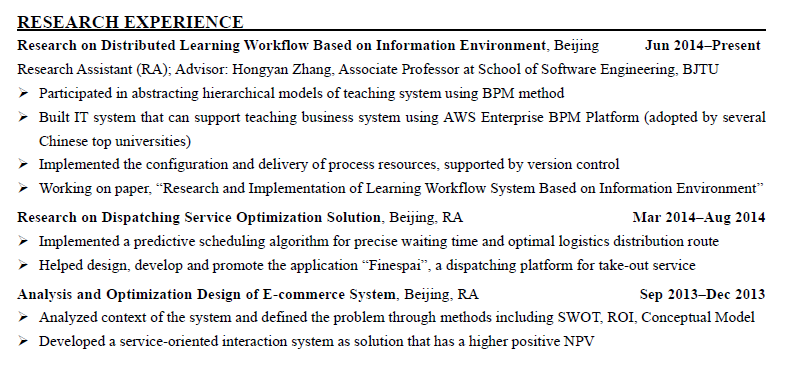 RESEARCH EXPERIENCE
Research on Distributed Learning Workflow Based on Information Environment, Beijing Jun 2014–Present
Research Assistant (RA); Advisor: Hongyan Zhang, Associate Professor at School of Software Engineering, BJTU
➢ Participated in abstracting hierarchical models of teaching system using BPM method
➢ Built IT system that can support teaching business system using AWS Enterprise BPM Platform (adopted by several
Chinese top universities)
➢ Implemented the configuration and delivery of process resources, supported by version control
➢ Working on paper, “Research and Implementation of Learning Workflow System Based on Information Environment”
Research on Dispatching Service Optimization Solution, Beijing, RA Mar 2014–Aug 2014
➢ Implemented a predictive scheduling algorithm for precise waiting time and optimal logistics distribution route
➢ Helped design, develop and promote the application “Finespai”, a dispatching platform for take-out service
Analysis and Optimization Design of E-commerce System, Beijing, RA Sep 2013–Dec 2013
➢ Analyzed context of the system and defined the problem through methods including SWOT, ROI, Conceptual Model
➢ Developed a service-oriented interaction system as solution that has a higher positive NPV